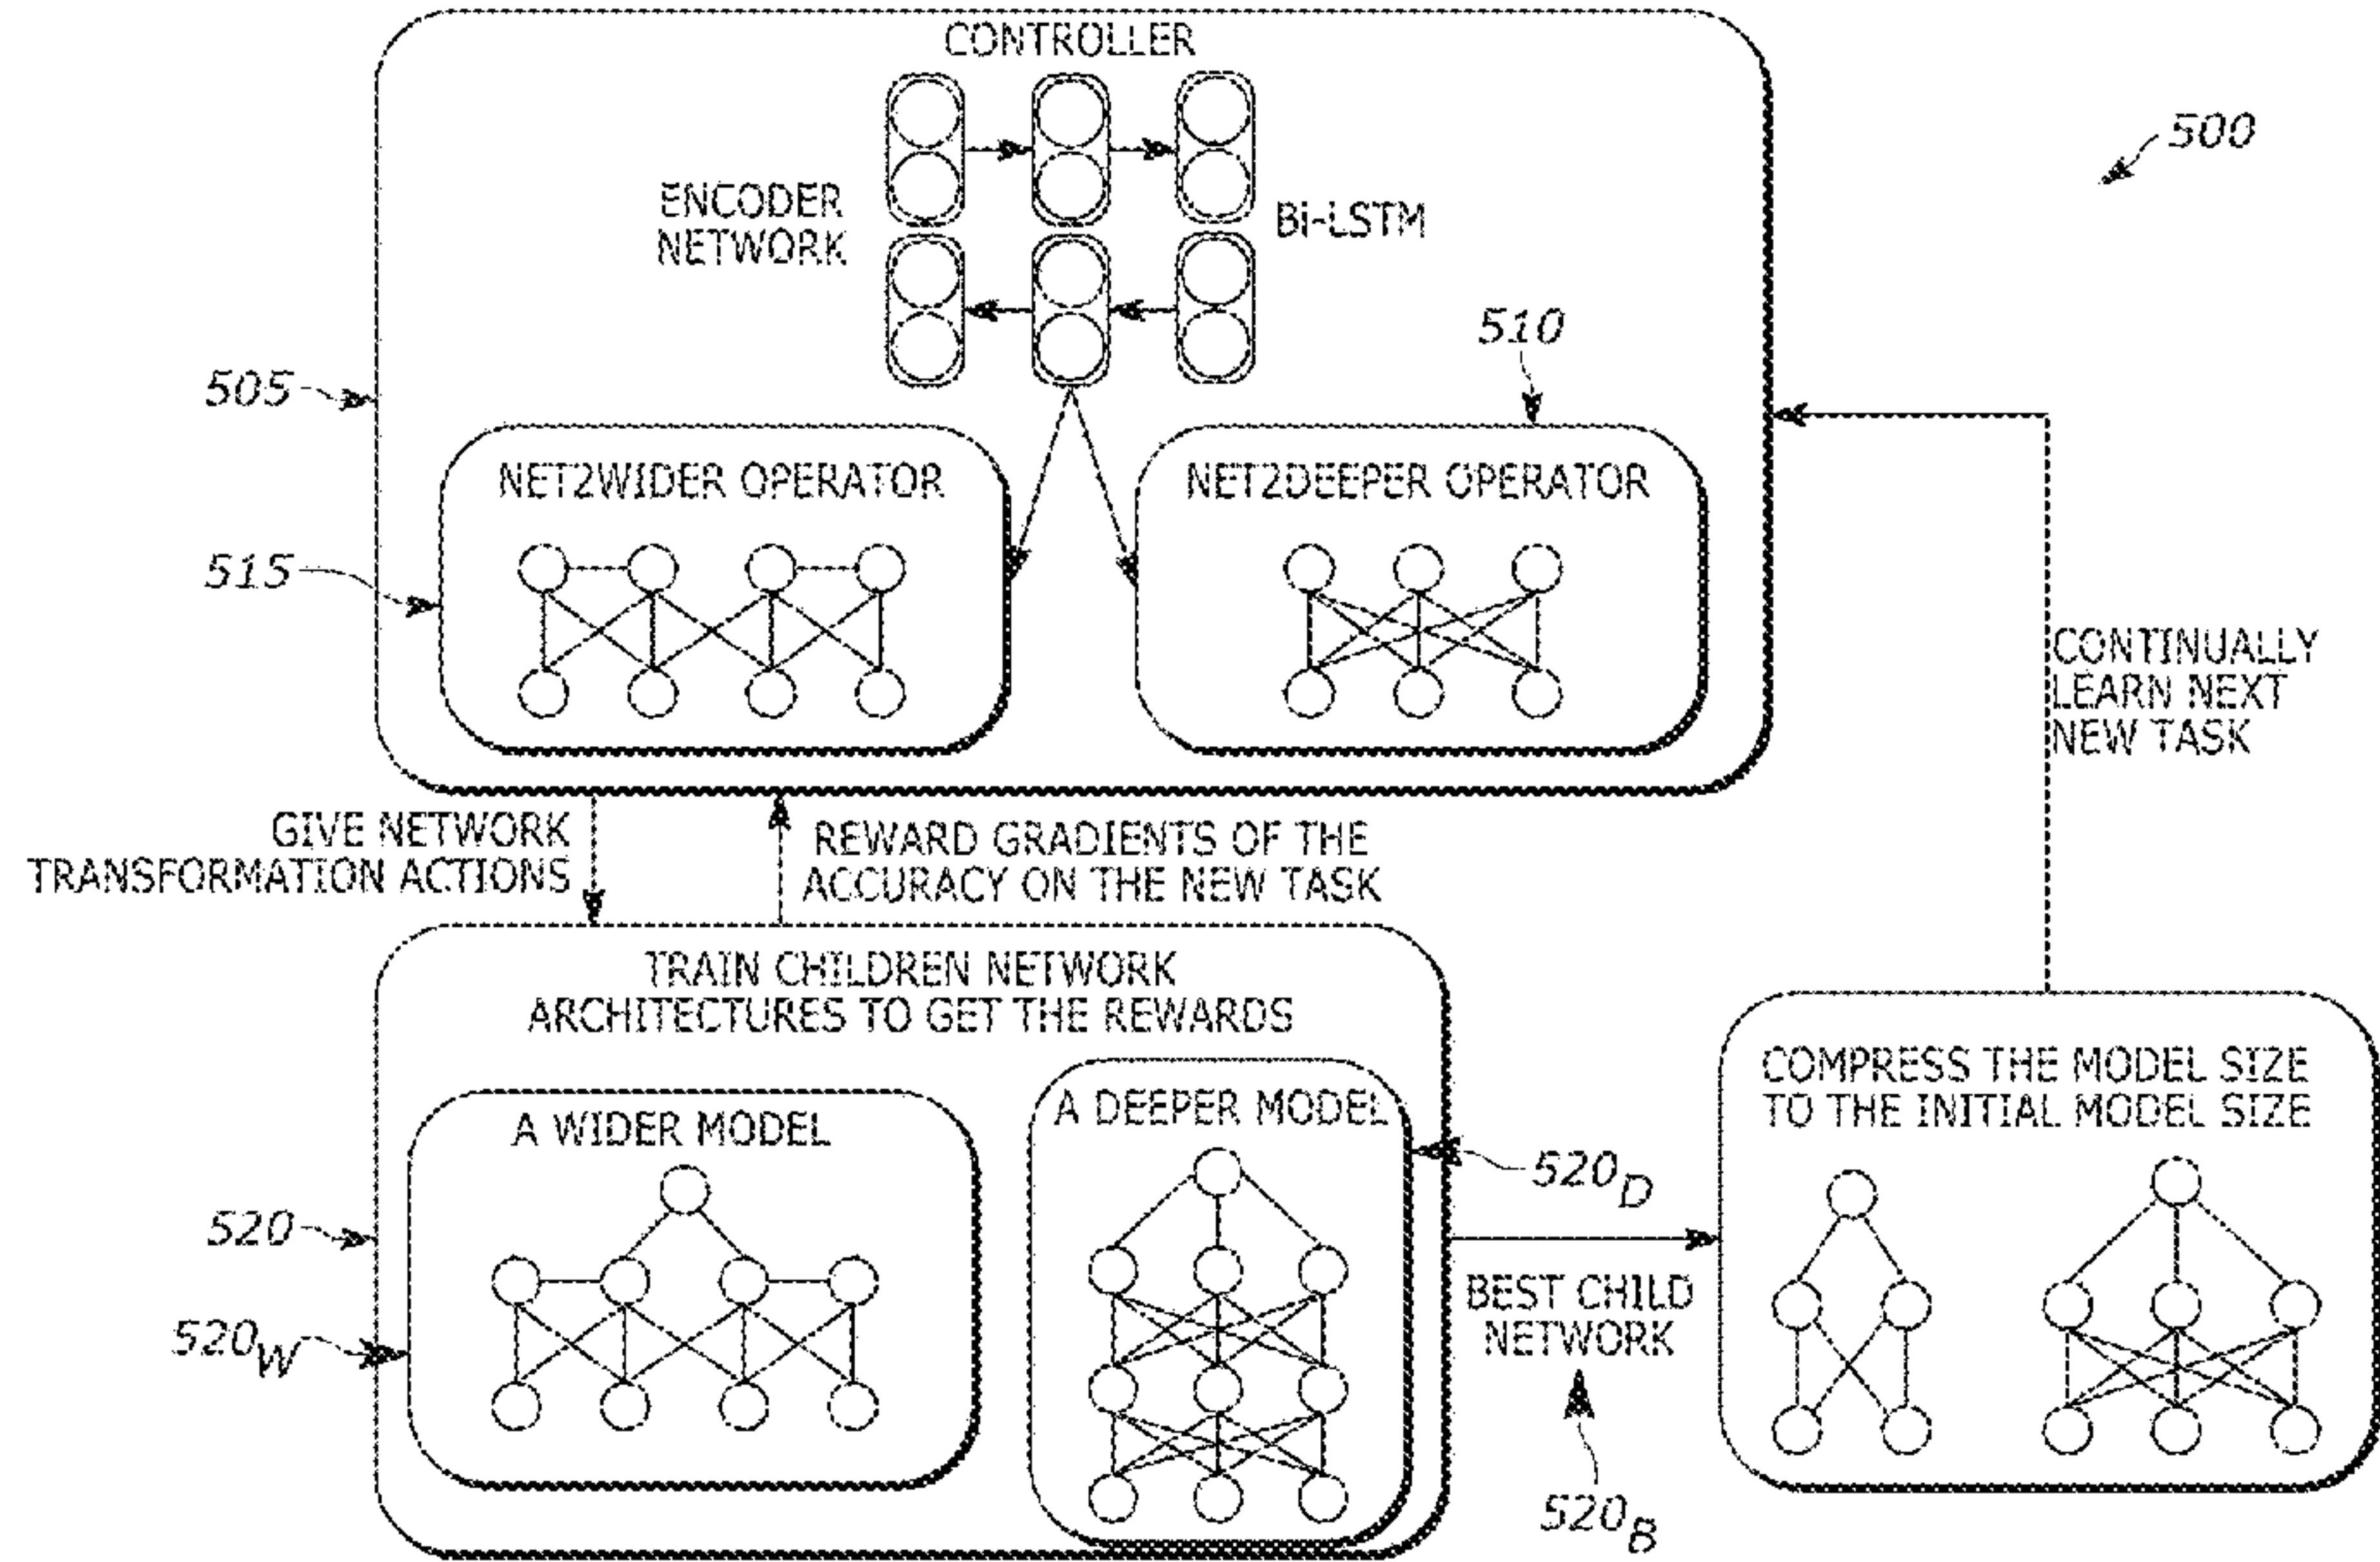 CONTROLLER
500
ENCODER
NETWORK
Bi-LSTM
510
505
NET2WIDER OPERATOR
NET2DEEPER OPERATOR
515
CONTINUALLY
LEARN NEXT
NEW TASK
GIVE NETWORK
TRANSFORMATION ACTIONS
REWARD GRADIENTS OF THE
ACCURACY ON THE NEW TASK
TRAIN CHILDREN NETWORK
ARCHITECTURES TO GET THE REWARDS
COMPRESS THE MODEL SIZE
TO THE INITIAL MODEL SIZE
A WIDER MODEL
A DEEPER MODEL
520D
520
520W
BEST CHILD
NETWORK
520B